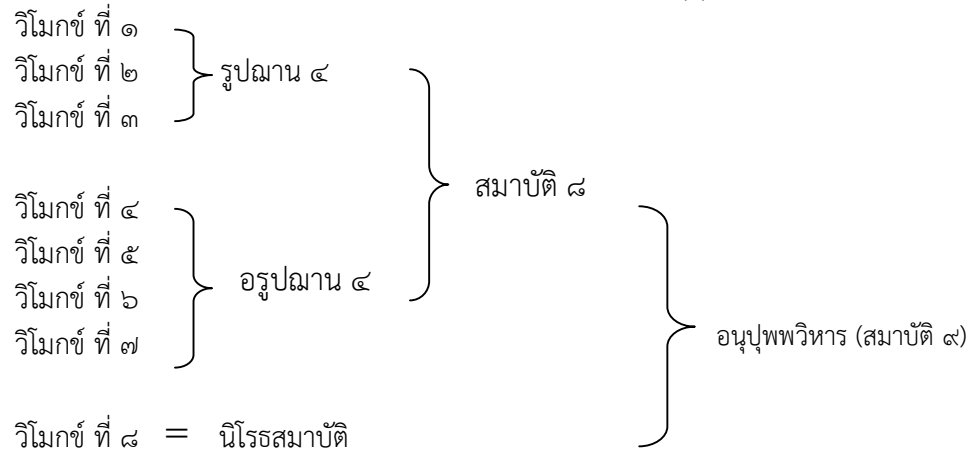 วิโมกข์ ที่ ๑
วิโมกข์ ที่ ๒
รูปฌาน ๔
วิโมกข์ ที่ ๓
สมาบัติ ๘
วิโมกข์ ที่ ๔
วิโมกข์ ที่ ๕
อรูปฌาน ๔
วิโมกข์ ที่ ๖
วิโมกข์ ที่ ๗
อนุปุพพวิหาร (สมาบัติ ๙)
วิโมกข์ ที่ ๘ = นิโรธสมาบัติ